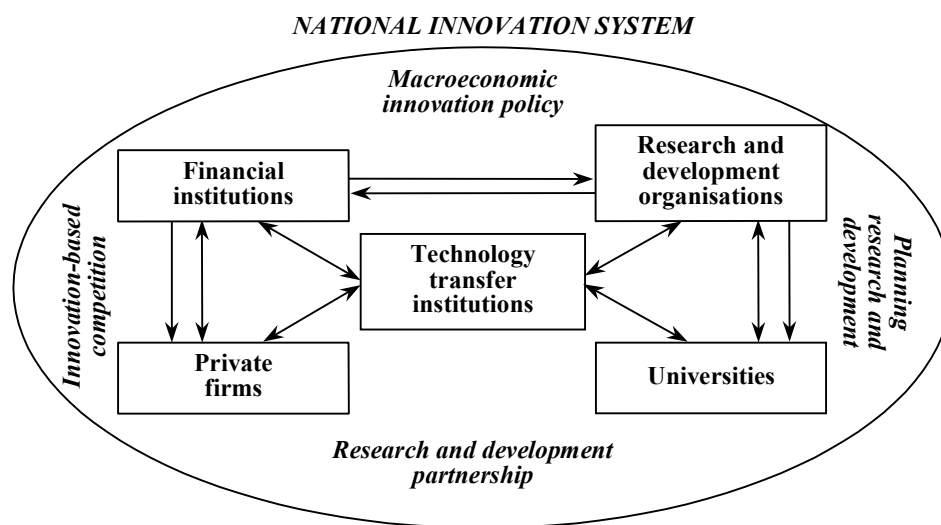 NATIONAL INNOVATION SYSTEM
Macroeconomic
innovation policy
Financial
institutions
Research and
development
organisations
Technology
transfer
institutions
Innovation-based
competition
Planning
research and
development
Private
firms
Universities
Research and development
partnership